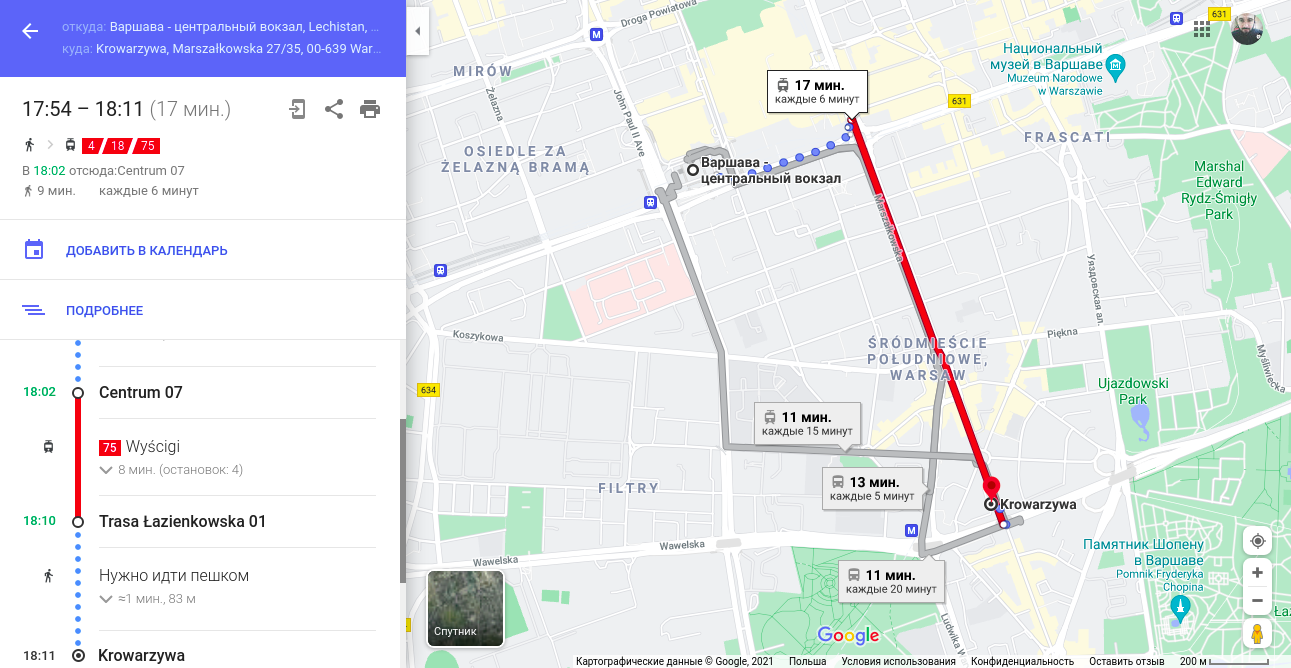 откуда: Варшава - центральный вокзал, Lechistan, ...
куда: Krowarzywa, Marszałkowska 27/35, 00-639 War...
17:54 – 18:11 (17 мин.)
4 18 75
В 18:02 отсюда:Centrum 07
9 мин. каждые 6 минут
ДОБАВИТЬ В КАЛЕНДАРЬ
ПОДРОБНЕЕ
18:02 Centrum 07
75 Wyścigi
8 мин. (остановок: 4)
18:10 Trasa Łazienkowska 01
Нужно идти пешком
≈1 мин., 83 м
18:11 Krowarzywa
Droga Powiatowa
M
631
Национальный
музей в Варшаве
Muzeum Narodowe
w Warszawie
MIRÓW
Żelazna
John Paul II Ave
17 мин.
каждые 6 минут
631
FRASCATI
OSIEDLE ZA
ŻELAZNĄ BRAMĄ
Варшава -
центральный вокзал
Marshal
Edward
Rydz-Śmigły
Park
Marszałkowska
Уяздовская ал.
Koszykowa
Piękna
Myśliwiecka
ŚRÓDMIEŚCIE
POŁUDNIOWE,
WARSAW
634
Ujazdowski
Park
11 мин.
каждые 15 минут
13 мин.
каждые 5 минут
FILTRY
Krowarzywa
M
Wawelska
Wawelska
11 мин.
каждые 20 минут
Памятник Шопену
в Варшаве
Pomnik Fryderyka
Chopina
Ludwika W
Łaz
Спутник
Google
Картографические данные © Google, 2021 Польша Условия использования Конфиденциальность Оставить отзыв 200 м